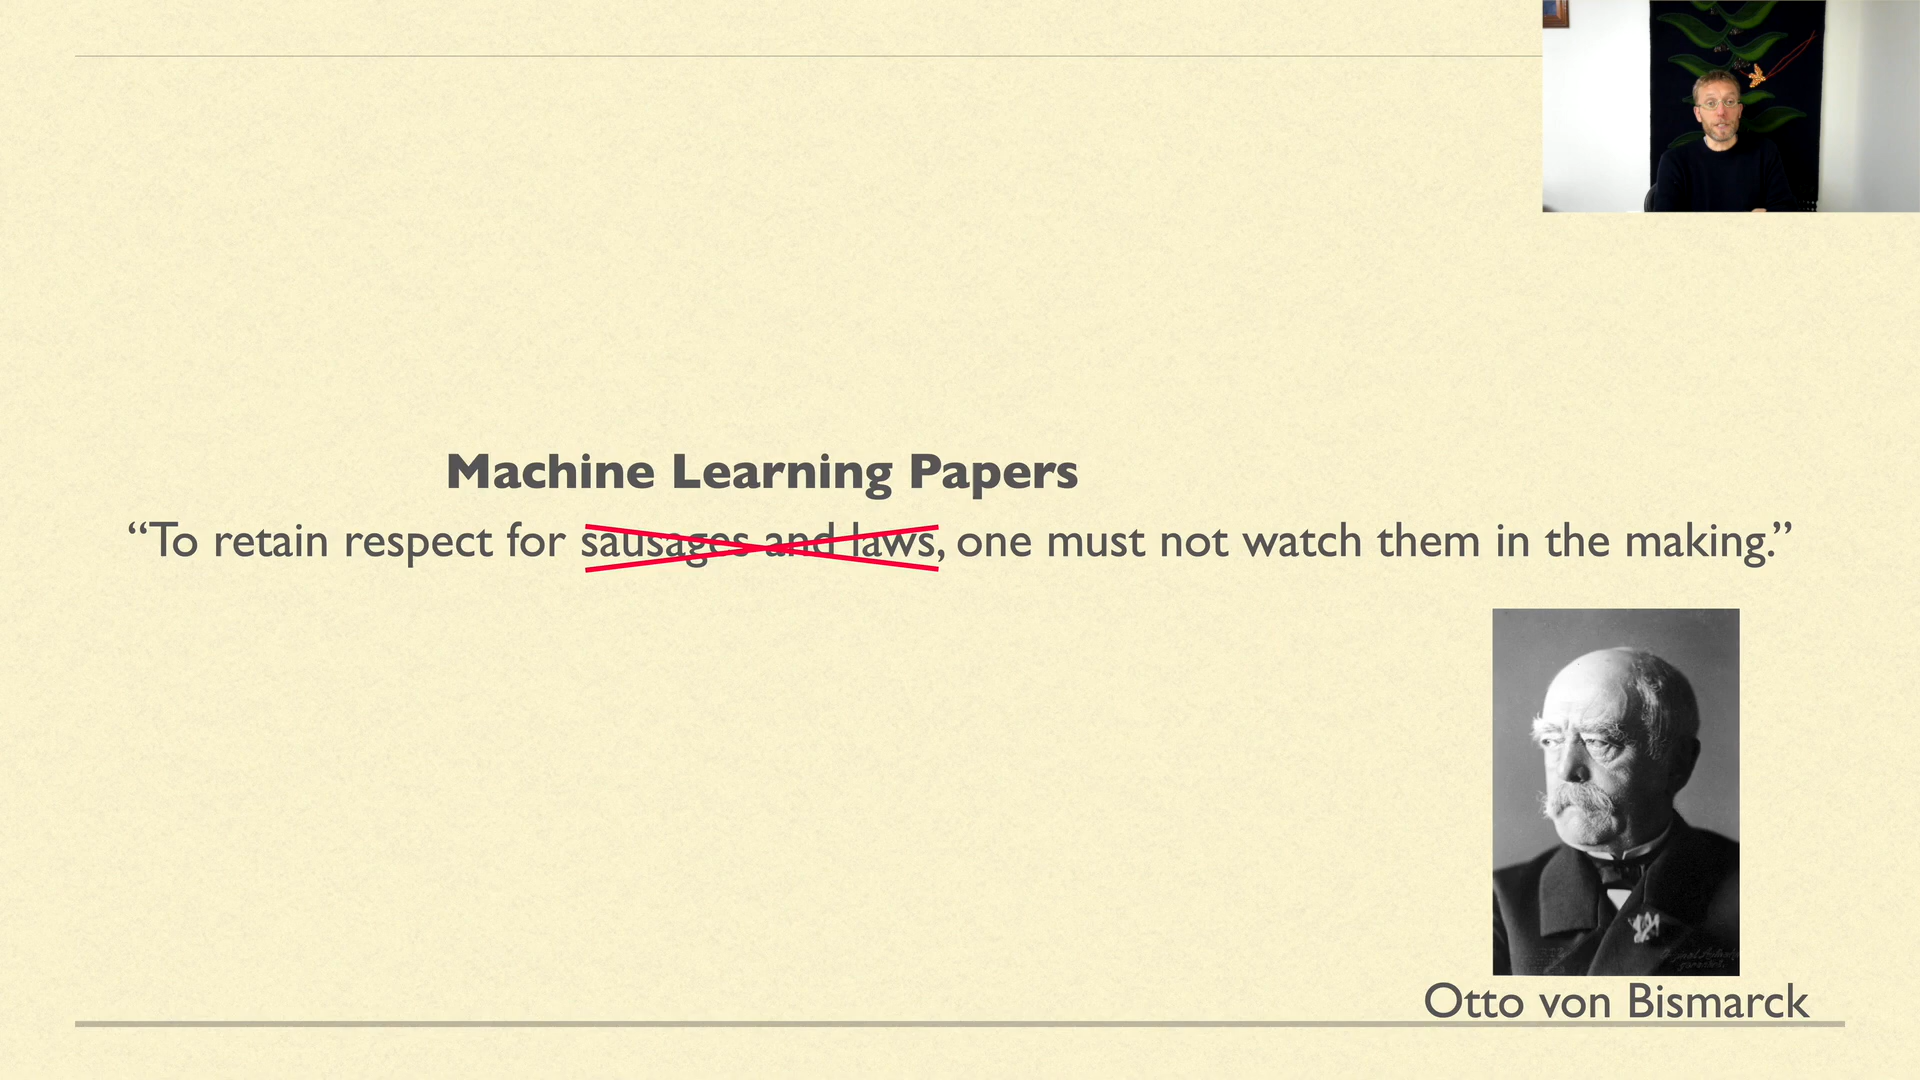 Machine Learning Papers
“To retain respect for sausages and laws, one must not watch them in the making.”
Otto von Bismarck